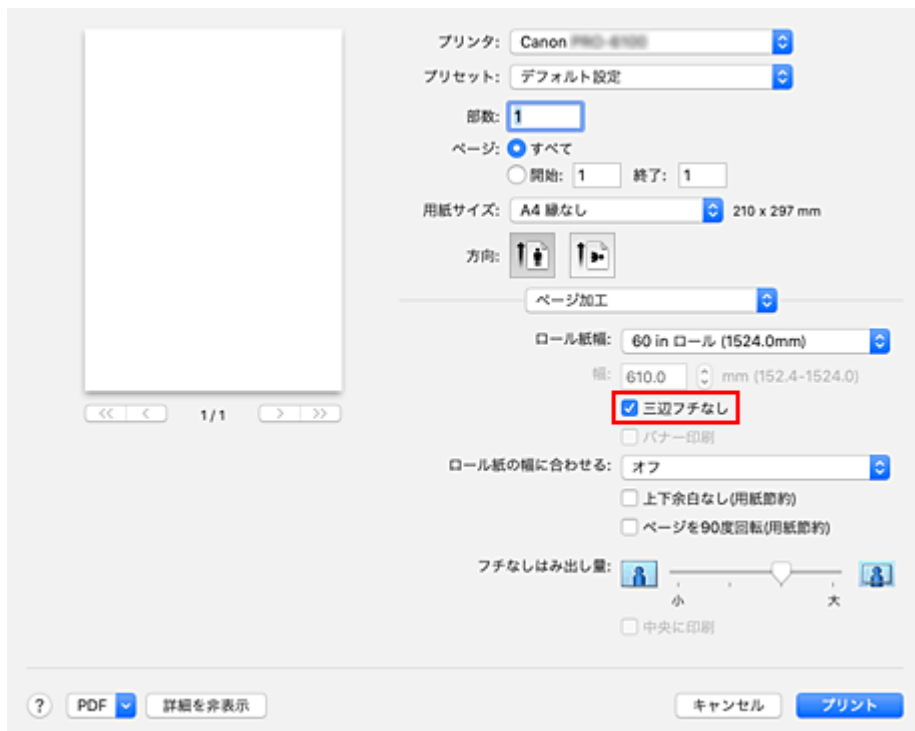 プリンタ: Canon
プリセット: デフォルト設定
部数: 1
ページ: すべて
開始: 1 終了: 1
用紙サイズ: A4 縁なし 210 x 297 mm
方向:
ページ加工
ロール紙幅: 60 in ロール (1524.0mm)
幅: 610.0 mm (152.4-1524.0)
三辺フチなし
バナー印刷
ロール紙の幅に合わせる: オフ
上下余白なし(用紙節約)
ページを90度回転(用紙節約)
フチなしはみ出し量:
小 大
中央に印刷
<< < 1/1 > >>
? PDF 詳細を非表示 キャンセル プリント